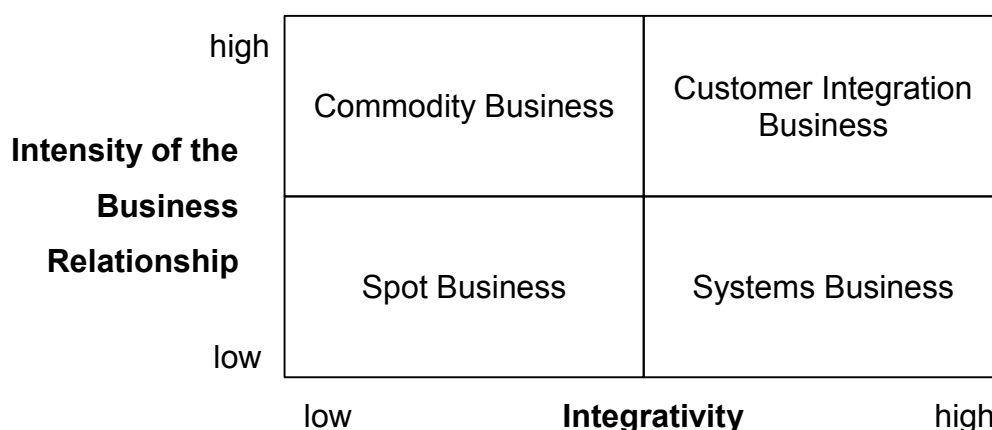 high
Commodity Business
Customer Integration
Business
Intensity of the
Business
Relationship
Spot Business
Systems Business
low
low
Integrativity
high